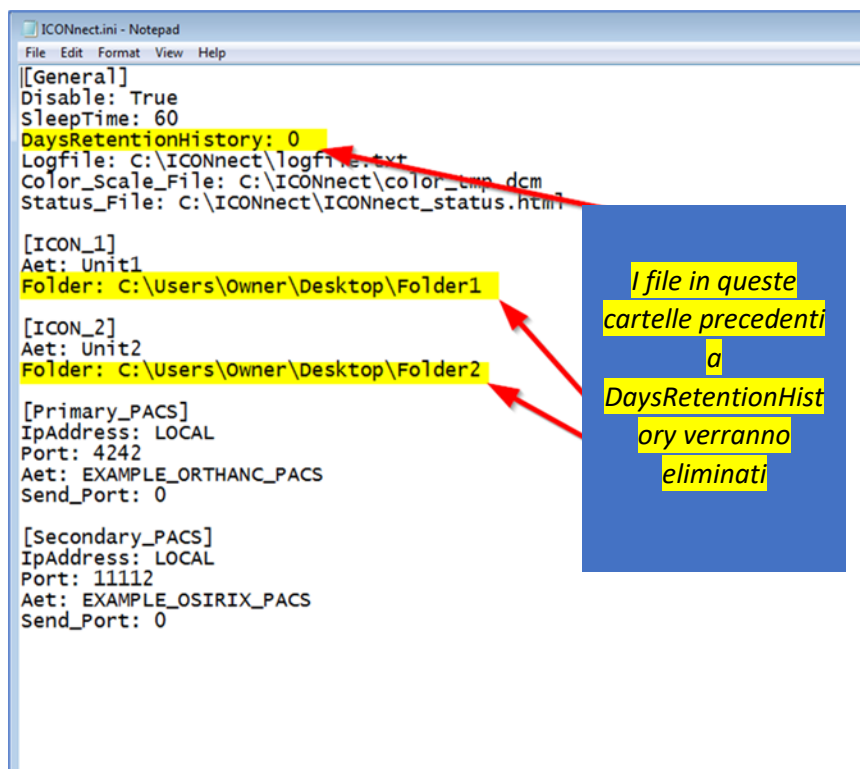 ICONnect.ini - Notepad
File Edit Format View Help
[General]
Disable: True
SleepTime: 60
DaysRetentionHistory: 0
Logfile: C:\ICONnect\logfile.txt
Color_Scale_File: C:\ICONnect\color_tmp.dcm
Status_File: C:\ICONnect\ICONnect_status.html
[ICON_1]
Aet: Unit1
Folder: C:\Users\Owner\Desktop\Folder1
[ICON_2]
Aet: Unit2
Folder: C:\Users\Owner\Desktop\Folder2
[Primary_PACS]
IpAddress: LOCAL
Port: 4242
Aet: EXAMPLE_ORTHANC_PACS
Send_Port: 0
[Secondary_PACS]
IpAddress: LOCAL
Port: 11112
Aet: EXAMPLE_OSIRIX_PACS
Send_Port: 0
I file in queste
cartelle precedenti
a
DaysRetentionHist
ory verranno
eliminati